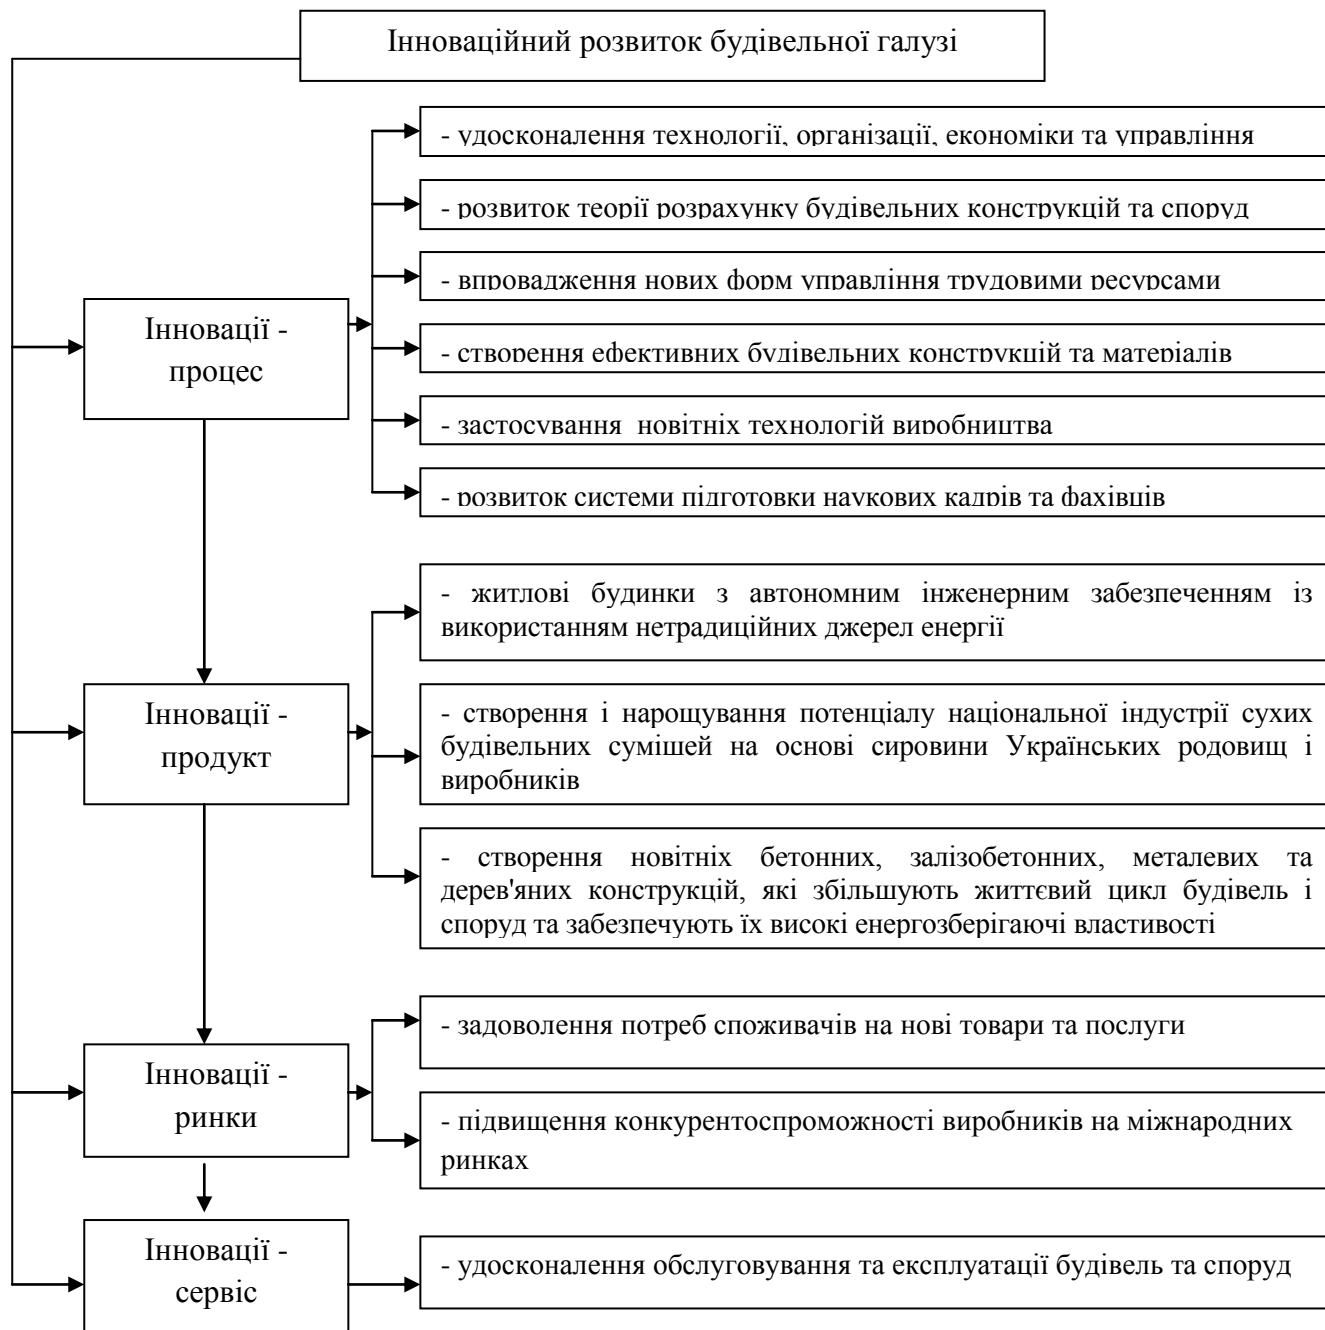 Інноваційний розвиток будівельної галузі
- удосконалення технології, організації, економіки та управління
- розвиток теорії розрахунку будівельних конструкцій та споруд
- впровадження нових форм управління трудовими ресурсами
Інновації -
процес
- створення ефективних будівельних конструкцій та матеріалів
- застосування новітніх технологій виробництва
- розвиток системи підготовки наукових кадрів та фахівців
- житлові будинки з автономним інженерним забезпеченням із
використанням нетрадиційних джерел енергії
Інновації -
продукт
- створення і нарощування потенціалу національної індустрії сухих
будівельних сумішей на основі сировини Українських родовищ і
виробників
- створення новітніх бетонних, залізобетонних, металевих та
дерев'яних конструкцій, які збільшують життєвий цикл будівель і
споруд та забезпечують їх високі енергозберігаючі властивості
- задоволення потреб споживачів на нові товари та послуги
Інновації -
ринки
- підвищення конкурентоспроможності виробників на міжнародних
ринках
Інновації -
сервіс
- удосконалення обслуговування та експлуатації будівель та споруд